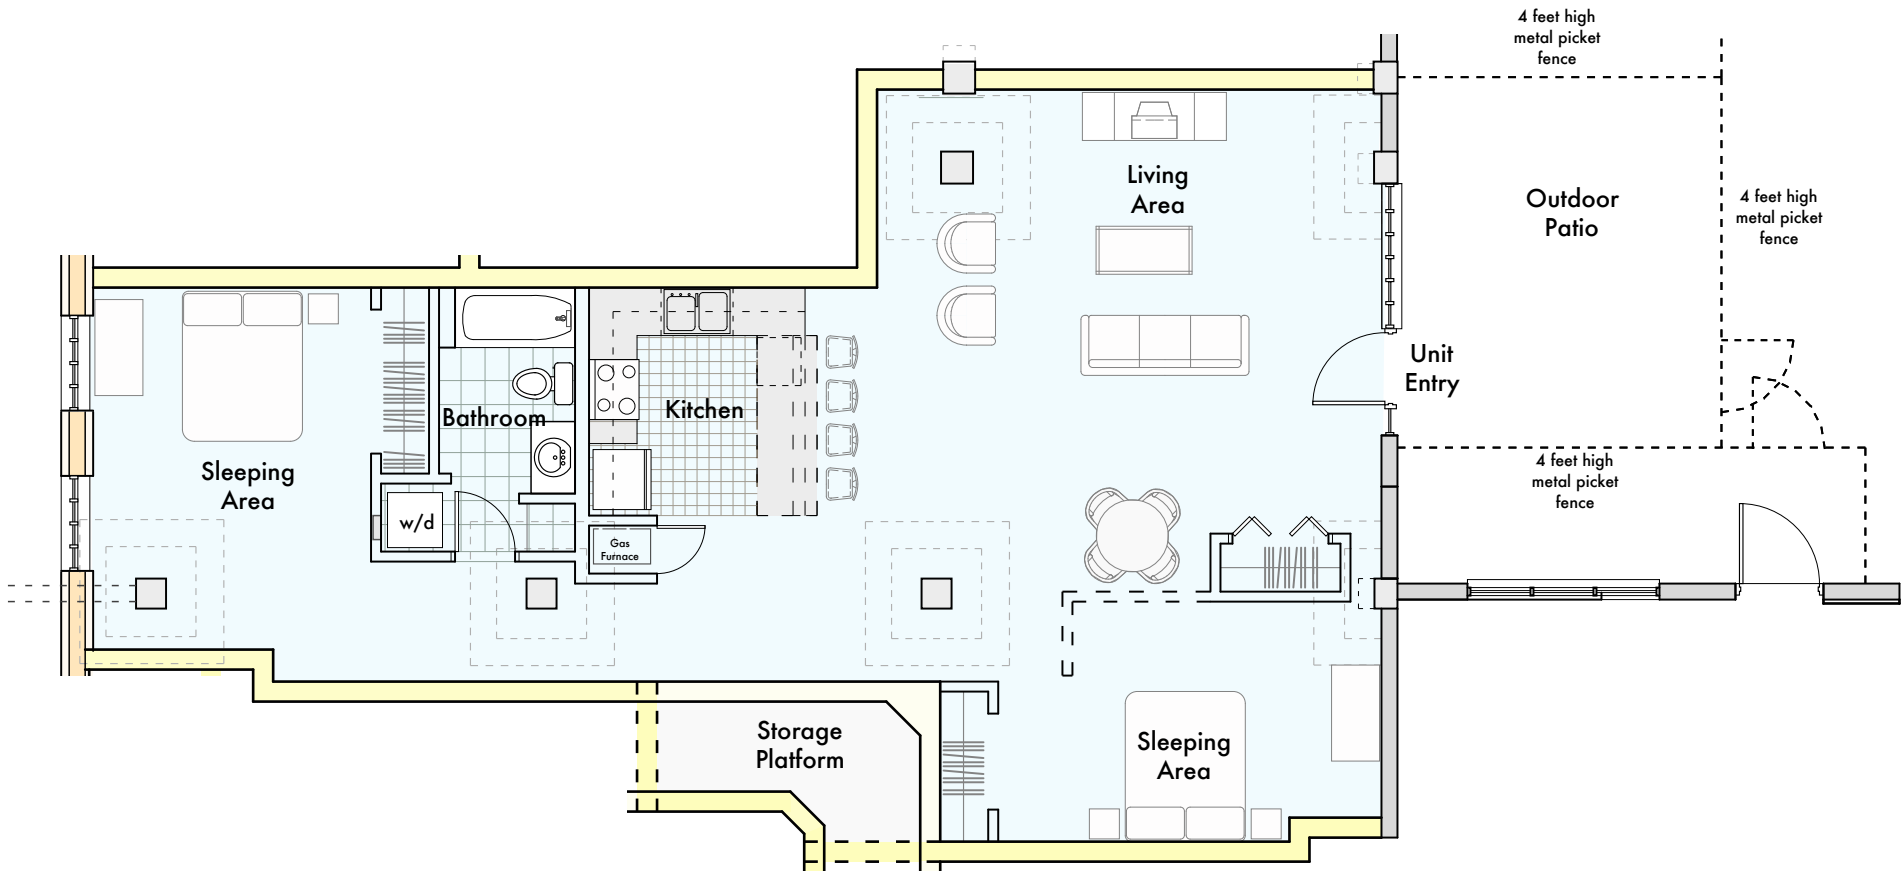 4 feet high
metal picket
fence
Living
Area
Outdoor
Patio
4 feet high
metal picket
fence
Unit
Entry
Bathroom
Kitchen
Sleeping
Area
4 feet high
metal picket
fence
w/d
Gas
Furnace
Storage
Platform
Sleeping
Area